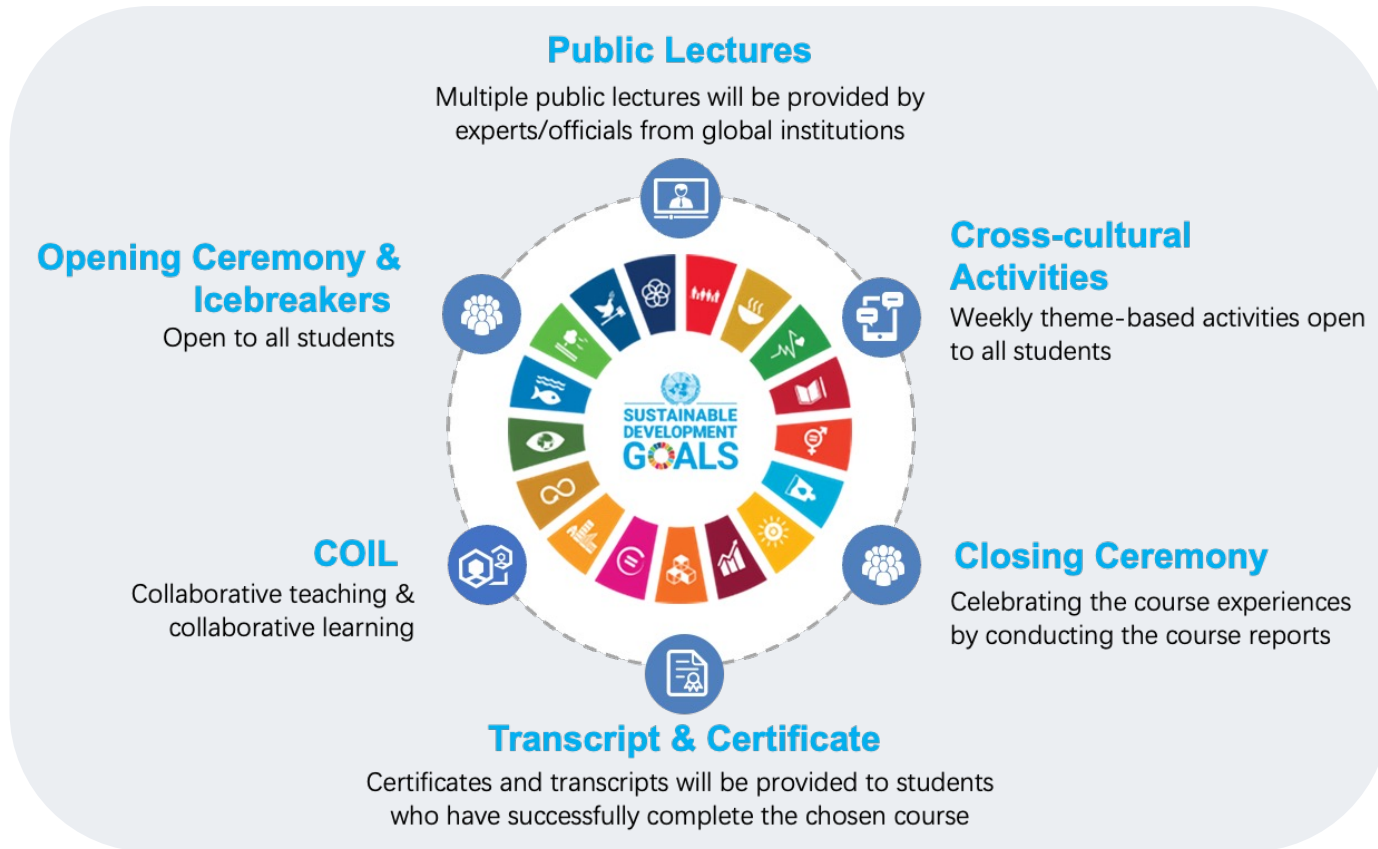 Public Lectures
Multiple public lectures will be provided by
experts/officials from global institutions
Opening Ceremony &
Icebreakers
Open to all students
Cross-cultural
Activities
Weekly theme-based activities open
to all students
SUSTAINABLE
DEVELOPMENT
GOALS
COIL
Collaborative teaching &
collaborative learning
Closing Ceremony
Celebrating the course experiences
by conducting the course reports
Transcript & Certificate
Certificates and transcripts will be provided to students
who have successfully complete the chosen course